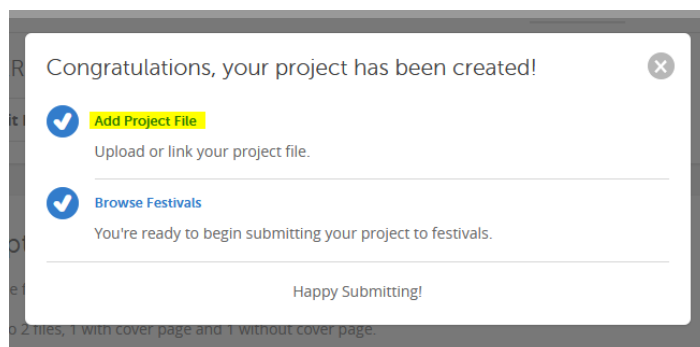 Congratulations, your project has been created!
Add Project File
Upload or link your project file.
Browse Festivals
You're ready to begin submitting your project to festivals.
Happy Submitting!
2 files, 1 with cover page and 1 without cover page.